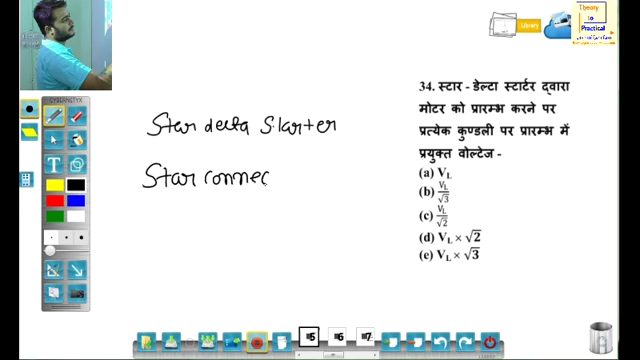 Library
Theory
to
Practical
34. स्टार - डेल्टा स्टार्टर द्वारा
मोटर को प्रारम्भ करने पर
प्रत्येक कुण्डली पर प्रारम्भ में
प्रयुक्त वोल्टेज -
(a) V_L
(b) V_L/√3
(c) V_L/√2
(d) V_L × √2
(e) V_L × √3
Star delta Starter
Star connec
5 6 7